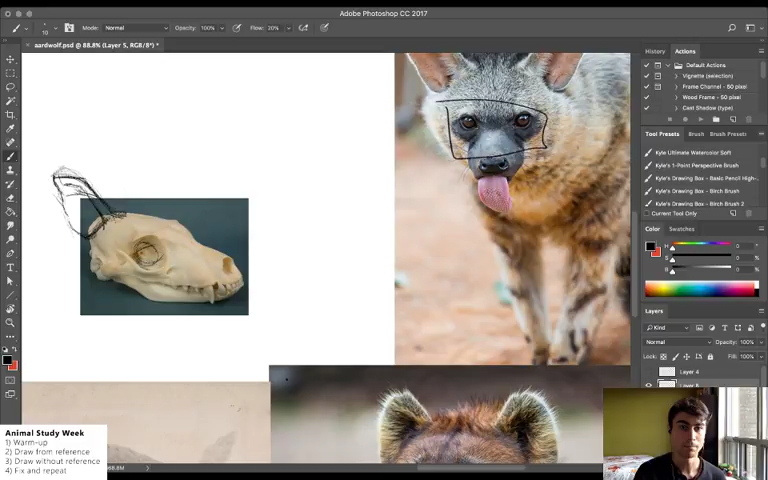 Adobe Photoshop CC 2017
10 Mode: Normal Opacity: 100% Flow: 30%
aardwolf.psd @ 88.8% (Layer 5, RGB/8*) *
History Actions
Default Actions
Vignette (selection)
Frame Channel - 50 pixel
Wood Frame - 50 pixel
Cast Shadow (type)
Tool Presets Brush Brush Presets
Kyle Ultimate Watercolor Soft
Kyle's 1-Point Perspective Brush
Kyle's Drawing Box - Basic Pencil High-
Kyle's Drawing Box - Birch Brush
Kyle's Drawing Box - Birch Brush 2
Current Tool Only
Color Swatches
H 0 °
S 0 %
B 0 %
Layers
Kind
Normal Opacity: 100%
Lock: Fill: 100%
Layer 4
Animal Study Week
1) Warm-up
2) Draw from reference
3) Draw without reference
4) Fix and repeat